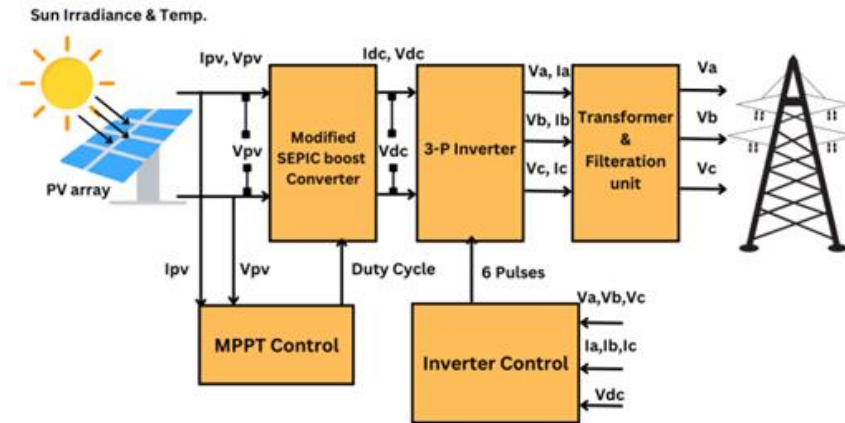 Sun Irradiance & Temp.
Ipv, Vpv
Idc, Vdc
Va, Ia
Va
Vb, Ib
Vb
Vc, Ic
Vc
Modified
SEPIC boost
Converter
Vpv
Vdc
3-P Inverter
Transformer
&
Filteration
unit
PV array
Ipv
Vpv
Duty Cycle
6 Pulses
MPPT Control
Inverter Control
Va,Vb,Vc
Ia,Ib,Ic
Vdc